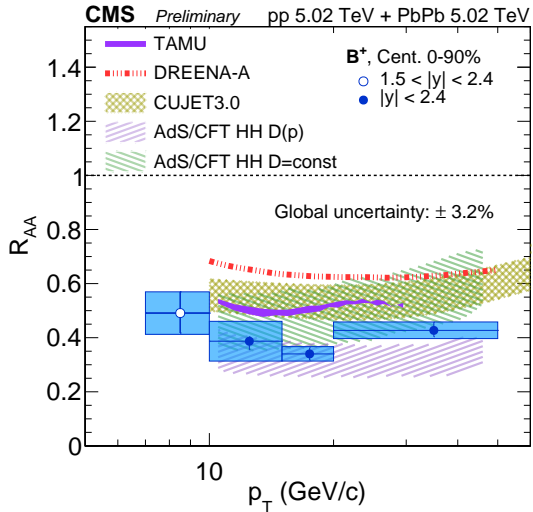 CMS Preliminary pp 5.02 TeV + PbPb 5.02 TeV
TAMU
DREENA-A
CUJET3.0
AdS/CFT HH D(p)
AdS/CFT HH D=const
B⁺, Cent. 0-90%
1.5 < |y| < 2.4
|y| < 2.4
Global uncertainty: ± 3.2%
R_AA
1.4
1.2
1
0.8
0.6
0.4
0.2
0
10
p_T (GeV/c)